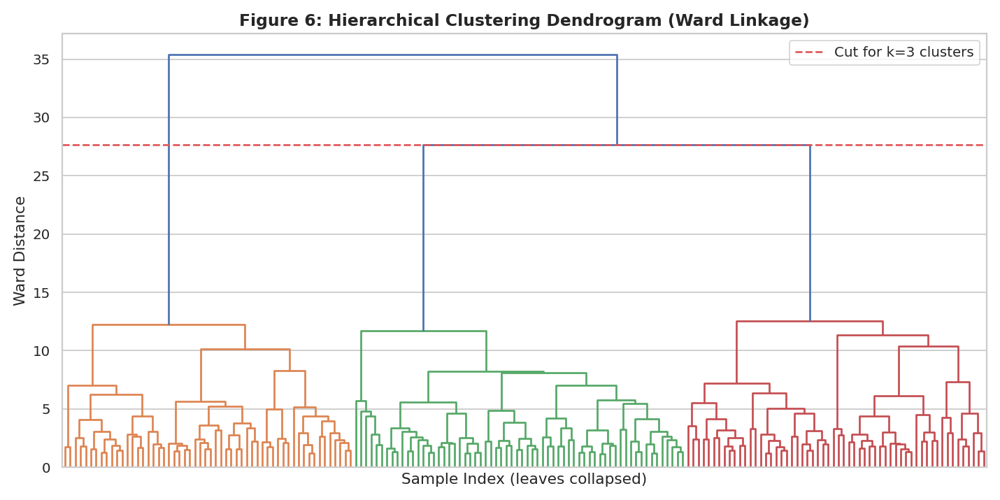 Figure 6: Hierarchical Clustering Dendrogram (Ward Linkage)
Cut for k=3 clusters
35
30
25
20
15
10
5
0
Ward Distance
Sample Index (leaves collapsed)